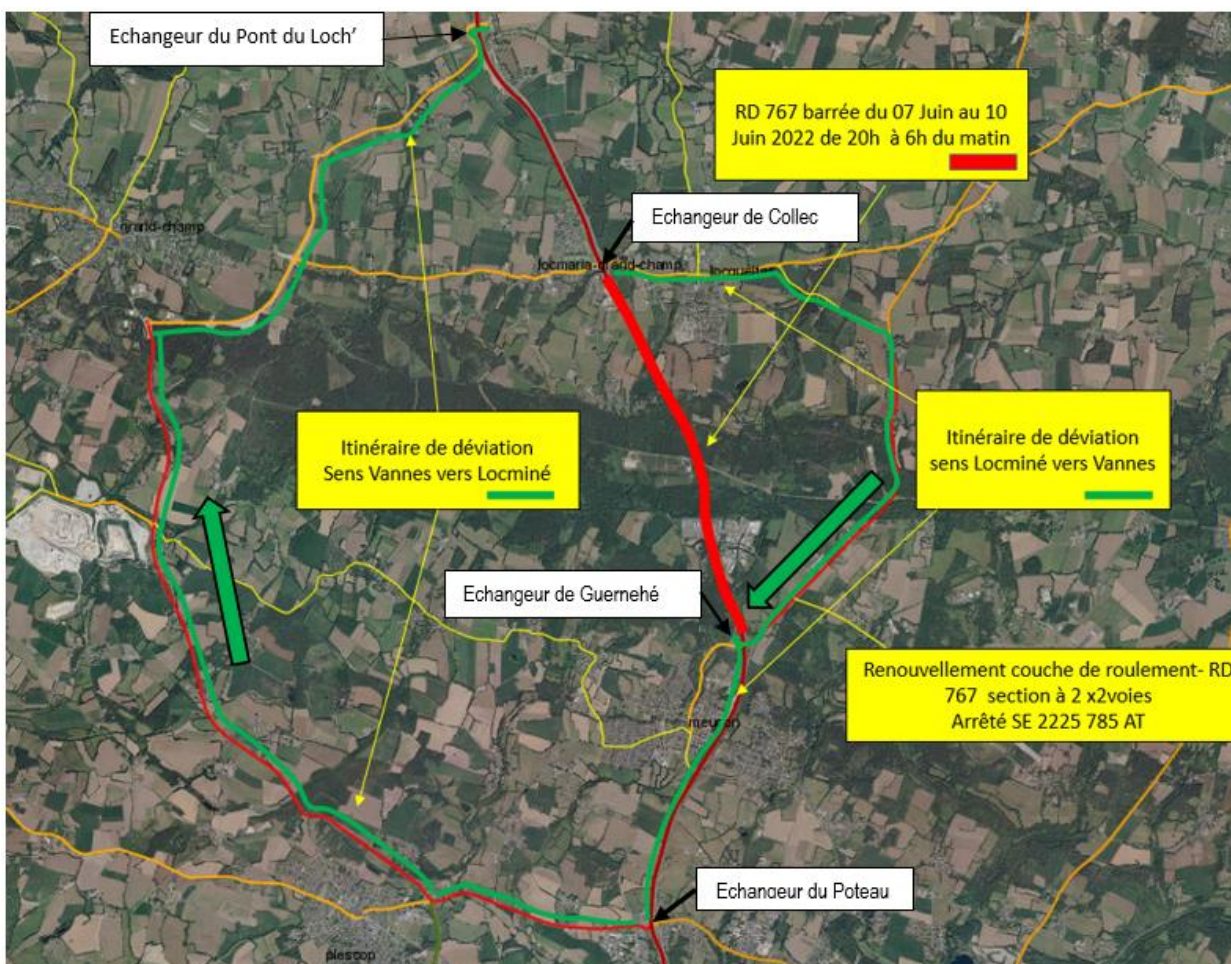 Echangeur du Pont du Loch’
RD 767 barrée du 07 Juin au 10
Juin 2022 de 20h à 6h du matin
Echangeur de Collec
grand-champ
locmaria-grand-champ
Itinéraire de déviation
Sens Vannes vers Locminé
Itinéraire de déviation
sens Locminé vers Vannes
Echangeur de Guernehé
Renouvellement couche de roulement- RD
767 section à 2 x2voies
Arrêté SE 2225 785 AT
Echangeur du Poteau
plescop